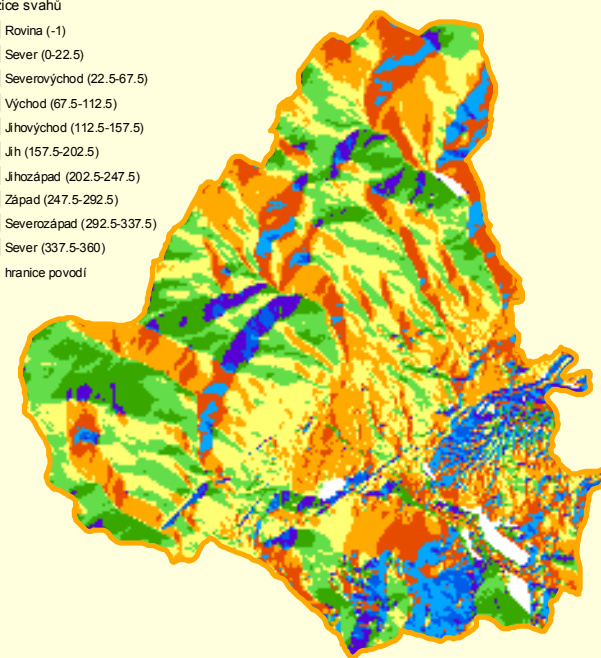 zice svahů
Rovina (-1)
Sever (0-22.5)
Severovýchod (22.5-67.5)
Východ (67.5-112.5)
Jihovýchod (112.5-157.5)
Jih (157.5-202.5)
Jihozápad (202.5-247.5)
Západ (247.5-292.5)
Severozápad (292.5-337.5)
Sever (337.5-360)
hranice povodí